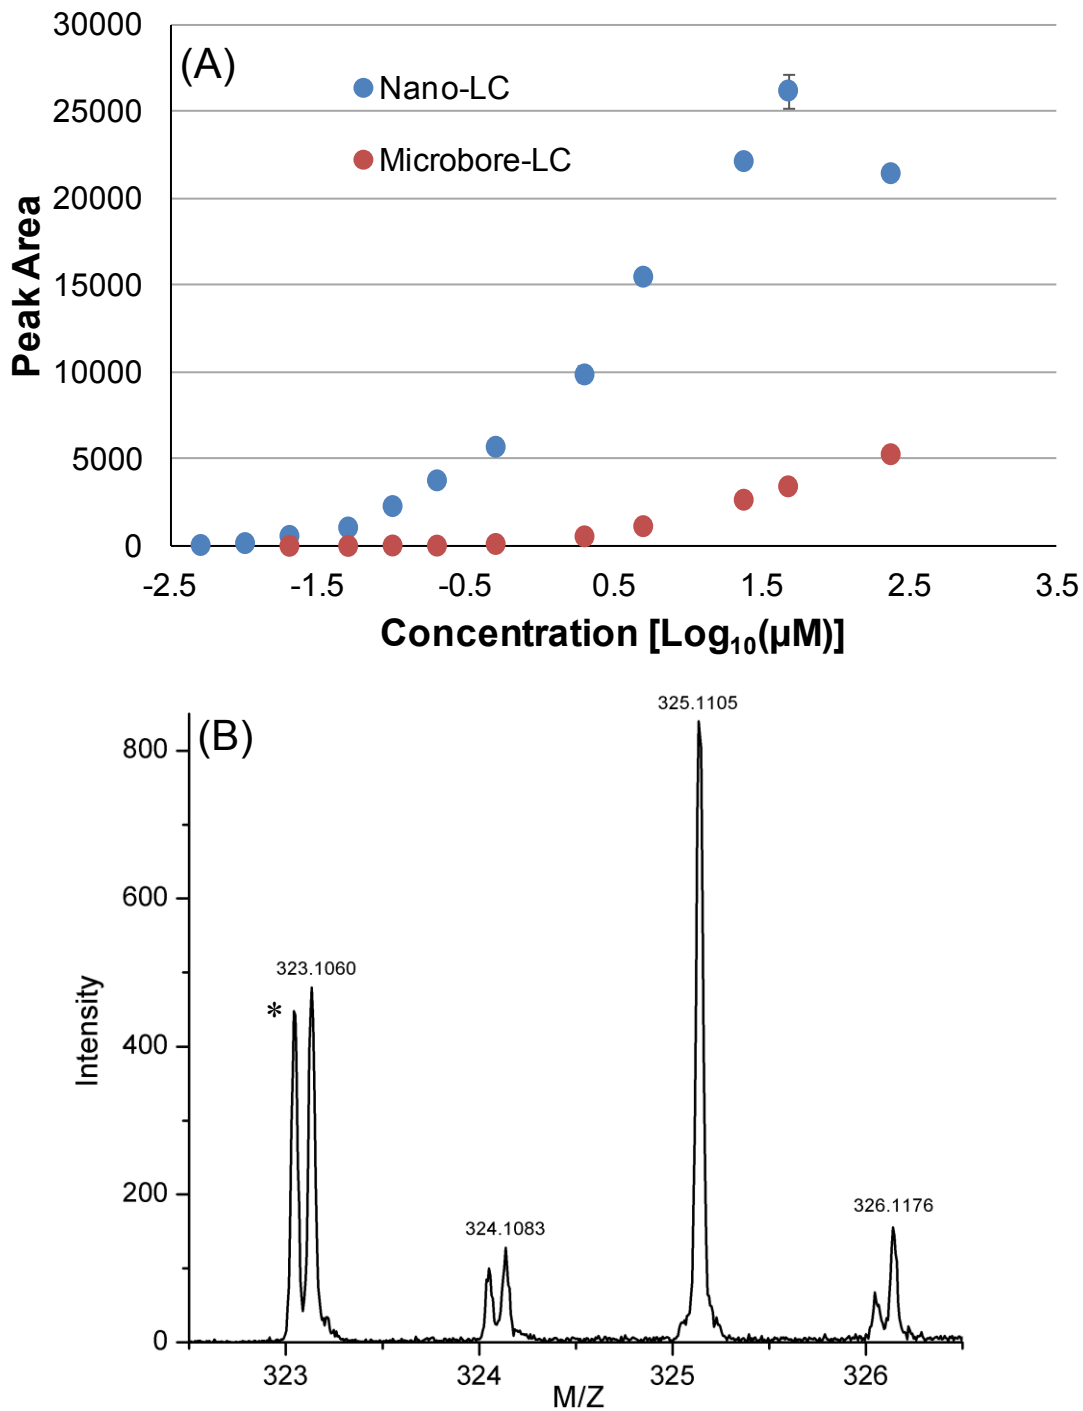 30000
(A)
Nano-LC
25000
Microbore-LC
20000
Peak Area
15000
10000
5000
0
-2.5 -1.5 -0.5 0.5 1.5 2.5 3.5
Concentration [Log₁₀(µM)]
325.1105
(B)
800
600
323.1060
*
Intensity
400
200
324.1083
326.1176
0
323 324 325 326
M/Z